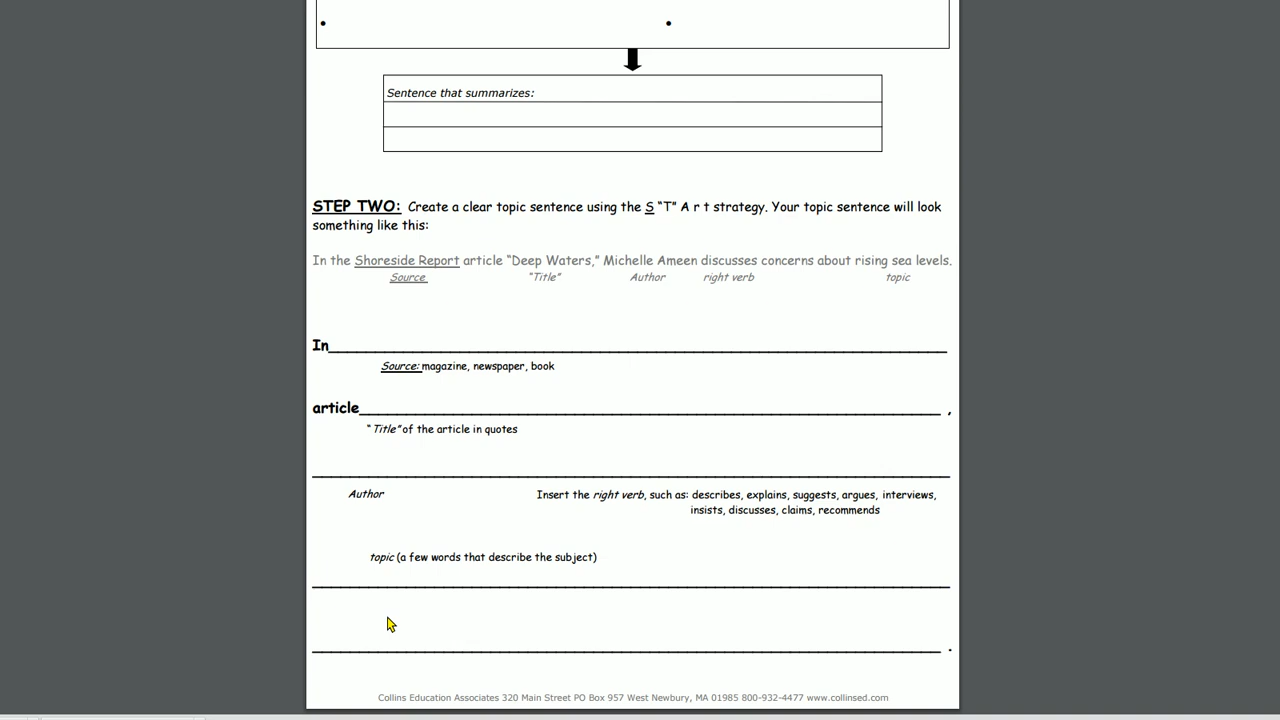 • •
Sentence that summarizes:
STEP TWO: Create a clear topic sentence using the S “T” A r t strategy. Your topic sentence will look
something like this:
In the Shoreside Report article “Deep Waters,” Michelle Ameen discusses concerns about rising sea levels.
Source “Title” Author right verb topic
In
Source: magazine, newspaper, book
article ,
“Title” of the article in quotes
Author Insert the right verb, such as: describes, explains, suggests, argues, interviews,
insists, discusses, claims, recommends
topic (a few words that describe the subject)
.
Collins Education Associates 320 Main Street PO Box 957 West Newbury, MA 01985 800-932-4477 www.collinsed.com